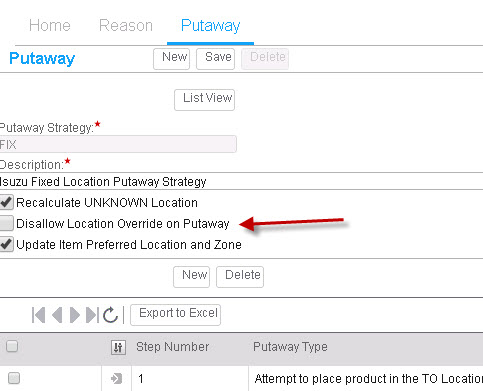 Home Reason Putaway
Putaway New Save Delete
List View
Putaway Strategy:*
FIX
Description:*
Isuzu Fixed Location Putaway Strategy
Recalculate UNKNOWN Location
Disallow Location Override on Putaway
Update Item Preferred Location and Zone
New Delete
Export to Excel
Step Number Putaway Type
1 Attempt to place product in the TO Location